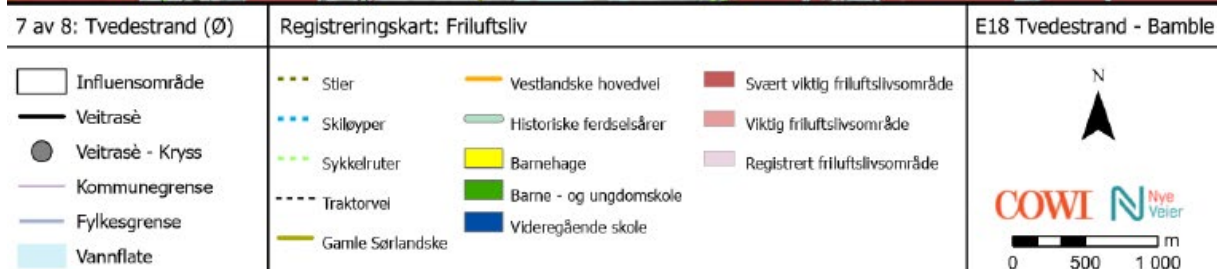 7 av 8: Tvedestrand (Ø)
Registreringskart: Friluftsliv
E18 Tvedestrand - Bamble
Influensområde
Veitrasè
Veitrasè - Kryss
Kommunegrense
Fylkesgrense
Vannflate
Stier
Skiløyper
Sykkelruter
Traktorvei
Gamle Sørlandske
Vestlandske hovedvei
Historiske ferdselsårer
Barnehage
Barne - og ungdomskole
Videregående skole
Svært viktig friluftslivsområde
Viktig friluftslivsområde
Registrert friluftslivsområde
N
COWI
Nye
Veier
m
0 500 1 000